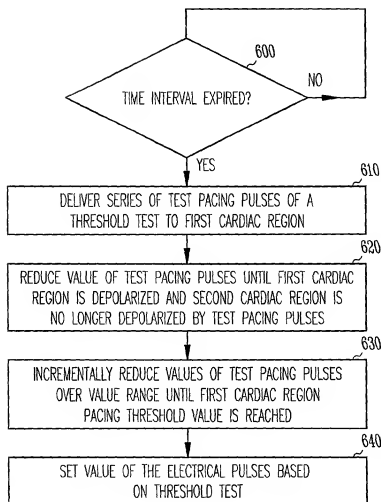 600
TIME INTERVAL EXPIRED?
NO
YES
610
DELIVER SERIES OF TEST PACING PULSES OF A
THRESHOLD TEST TO FIRST CARDIAC REGION
620
REDUCE VALUE OF TEST PACING PULSES UNTIL FIRST CARDIAC
REGION IS DEPOLARIZED AND SECOND CARDIAC REGION IS
NO LONGER DEPOLARIZED BY TEST PACING PULSES
630
INCREMENTALLY REDUCE VALUES OF TEST PACING PULSES
OVER VALUE RANGE UNTIL FIRST CARDIAC REGION
PACING THRESHOLD VALUE IS REACHED
640
SET VALUE OF THE ELECTRICAL PULSES BASED
ON THRESHOLD TEST